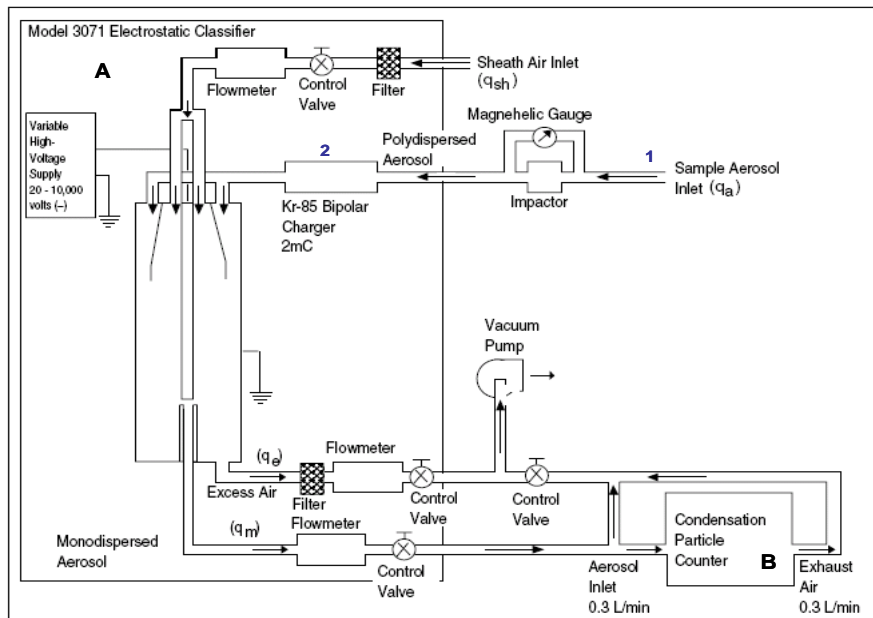 Model 3071 Electrostatic Classifier
A
Flowmeter
Control
Valve
Filter
Sheath Air Inlet
(qsh)
Magnehelic Gauge
Variable
High-
Voltage
Supply
20 - 10,000
volts (–)
2
Polydispersed
Aerosol
1
Sample Aerosol
Inlet (qa)
Impactor
Kr-85 Bipolar
Charger
2mC
Vacuum
Pump
(qe)
Flowmeter
Excess Air
Filter
Control
Valve
Control
Valve
Flowmeter
(qm)
Monodispersed
Aerosol
Control
Valve
Condensation
Particle
Counter
B
Aerosol
Inlet
0.3 L/min
Exhaust
Air
0.3 L/min